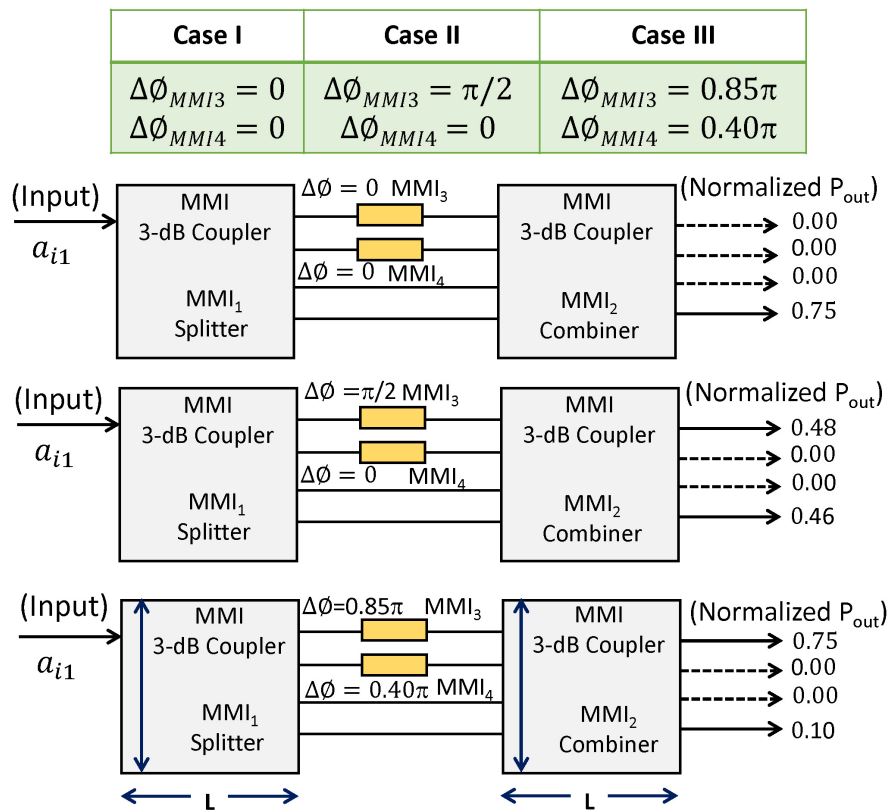 Case I Case II Case III
ΔØ_MMI3 = 0 ΔØ_MMI3 = π/2 ΔØ_MMI3 = 0.85π
ΔØ_MMI4 = 0 ΔØ_MMI4 = 0 ΔØ_MMI4 = 0.40π
(Input)
a_i1
MMI
3-dB Coupler
MMI₁
Splitter
ΔØ = 0 MMI₃
ΔØ = 0 MMI₄
MMI
3-dB Coupler
MMI₂
Combiner
(Normalized P_out)
0.00
0.00
0.00
0.75
(Input)
a_i1
MMI
3-dB Coupler
MMI₁
Splitter
ΔØ =π/2 MMI₃
ΔØ = 0 MMI₄
MMI
3-dB Coupler
MMI₂
Combiner
(Normalized P_out)
0.48
0.00
0.00
0.46
(Input)
a_i1
MMI
3-dB Coupler
MMI₁
Splitter
ΔØ=0.85π MMI₃
ΔØ = 0.40π MMI₄
MMI
3-dB Coupler
MMI₂
Combiner
(Normalized P_out)
0.75
0.00
0.00
0.10
L
L